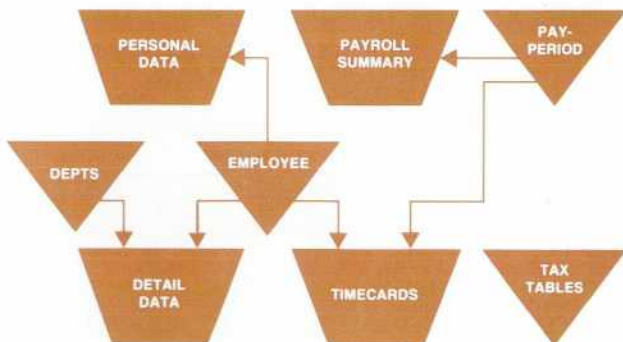 PERSONAL
DATA
PAYROLL
SUMMARY
PAY-
PERIOD
DEPTS
EMPLOYEE
DETAIL
DATA
TIMECARDS
TAX
TABLES